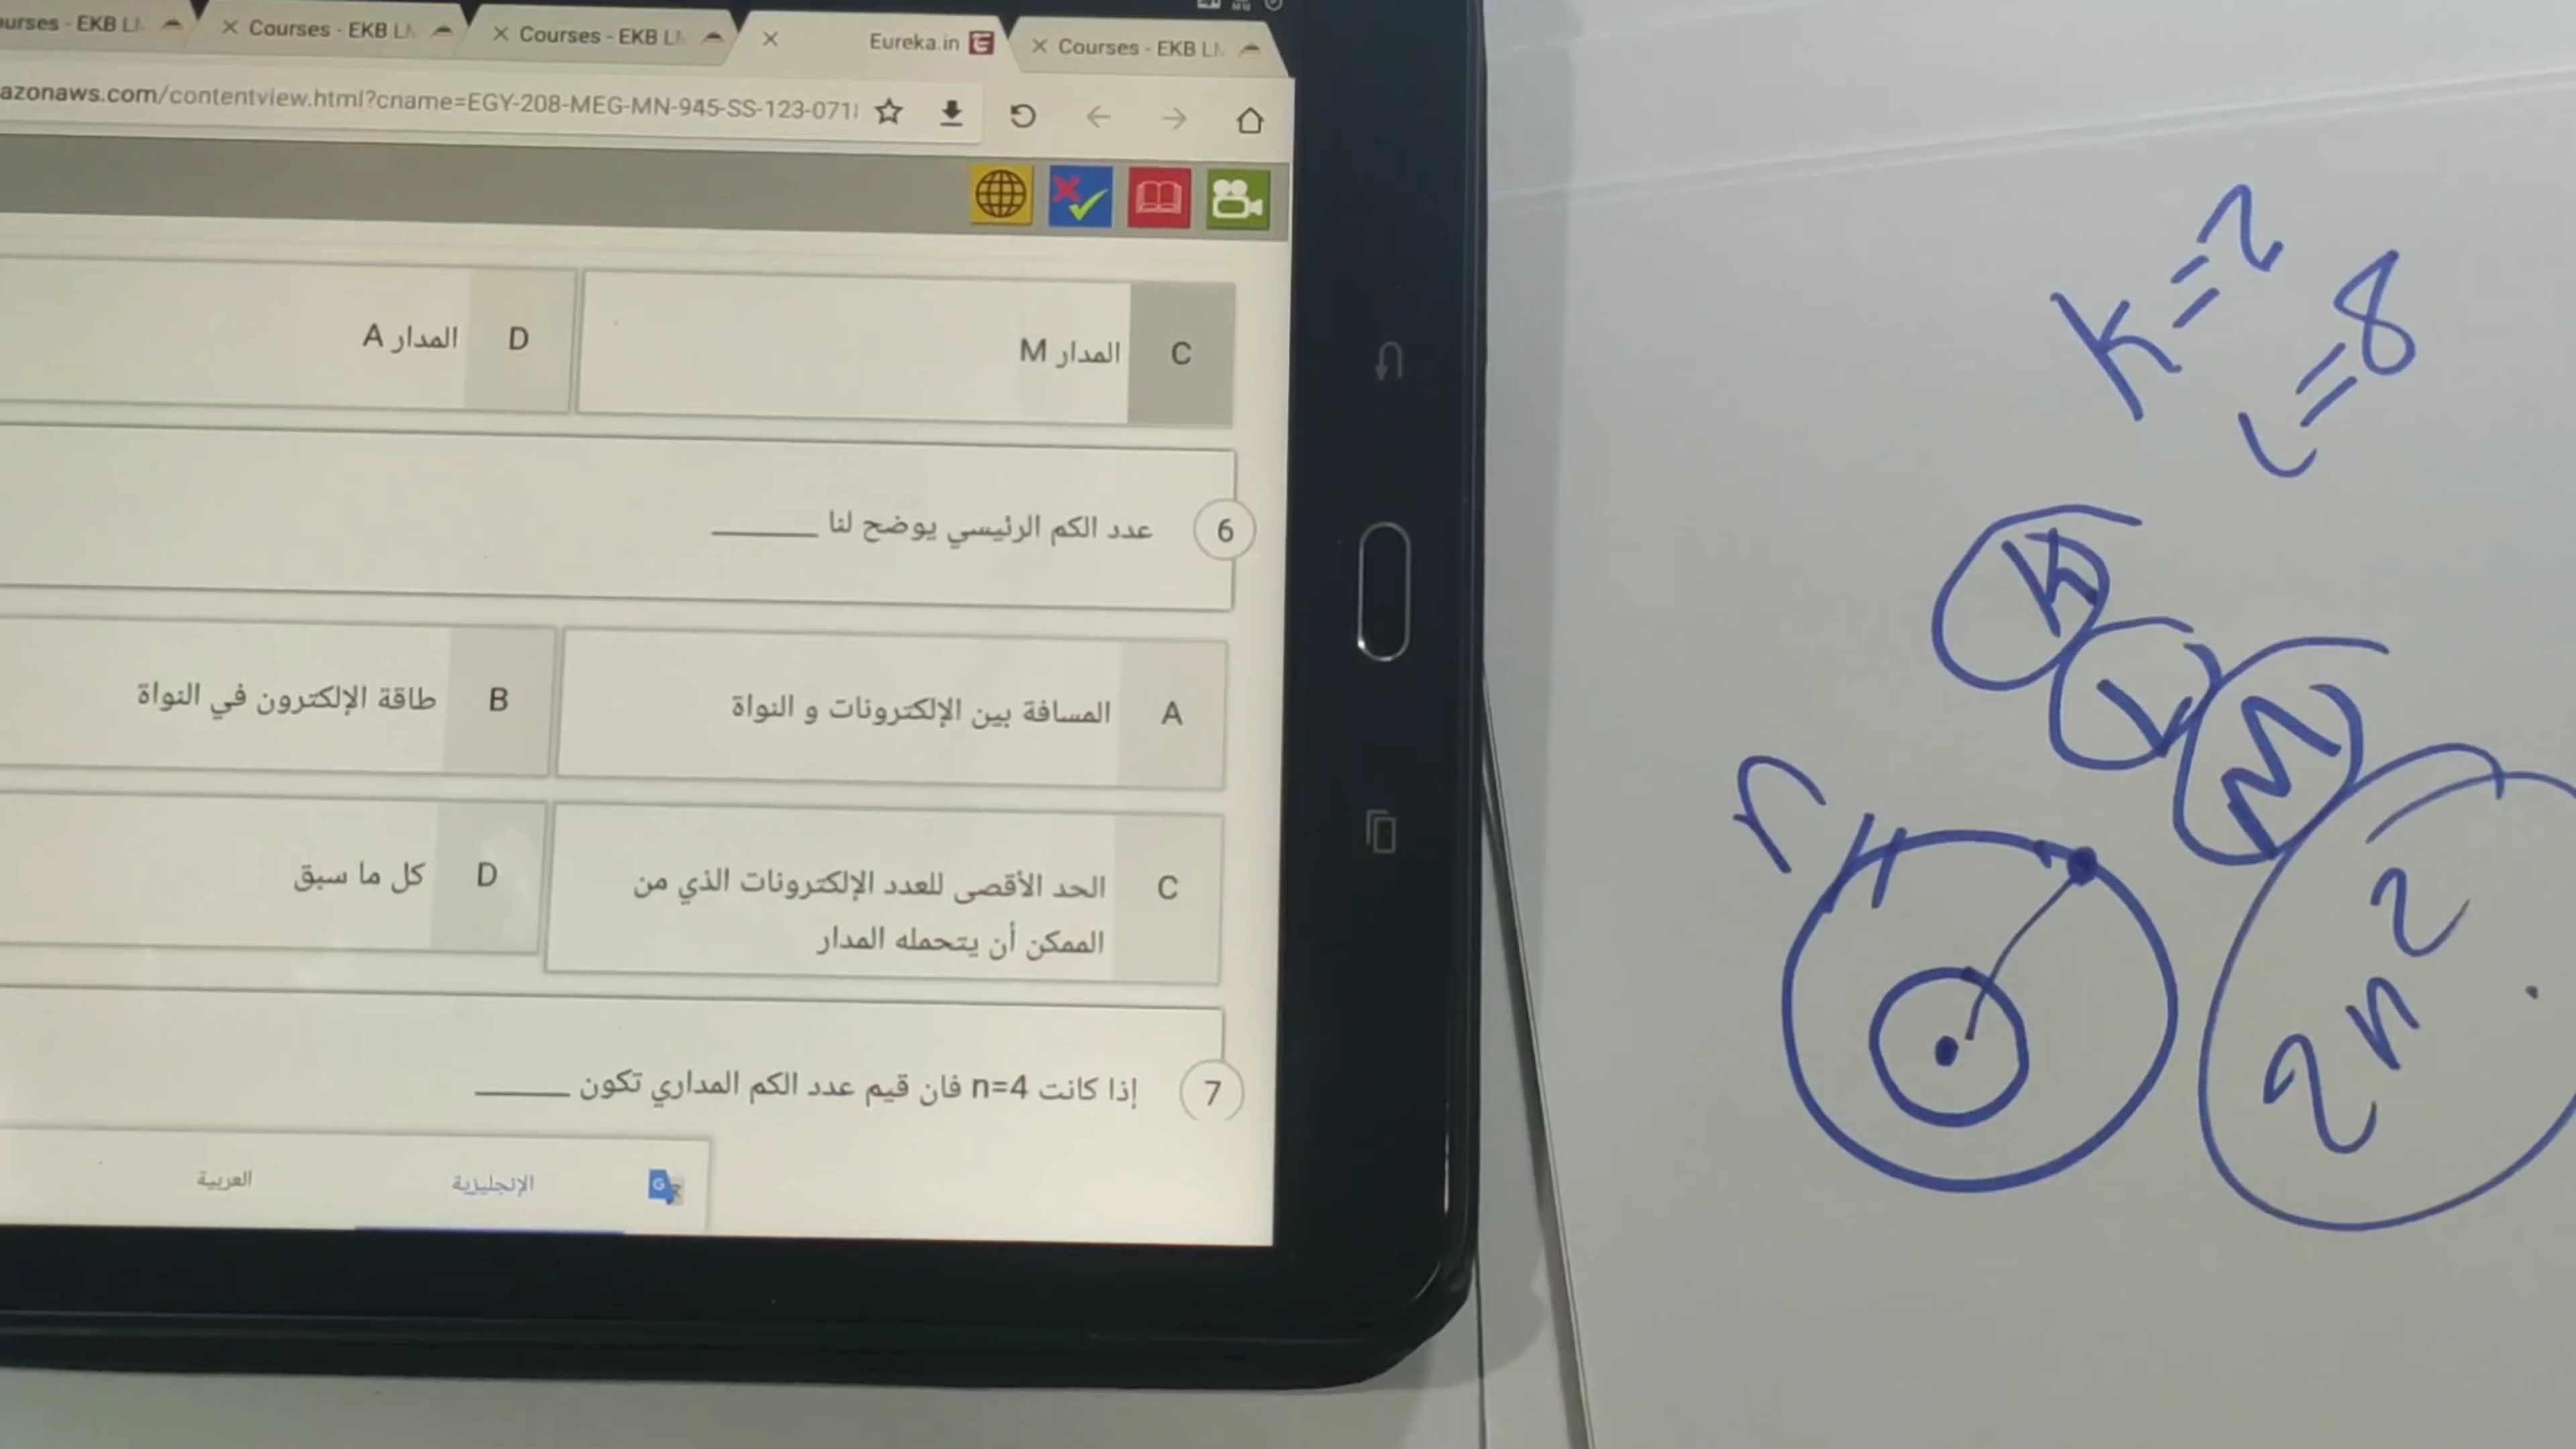 Courses - EKB
Courses - EKB
Eureka.in
Courses - EKB
azonaws.com/contentview.html?cname=EGY-208-MEG-MN-945-SS-123-071
C المدار M
D المدار A
6 عدد الكم الرئيسي يوضح لنا ______
A المسافة بين الإلكترونات و النواة
B طاقة الإلكترون في النواة
C الحد الأقصى للعدد الإلكترونات الذي من
الممكن أن يتحمله المدار
D كل ما سبق
7 إذا كانت n=4 فان قيم عدد الكم المداري تكون ______
الإنجليزية
العربية
K=2
L=8
K
L
M
n
2n²